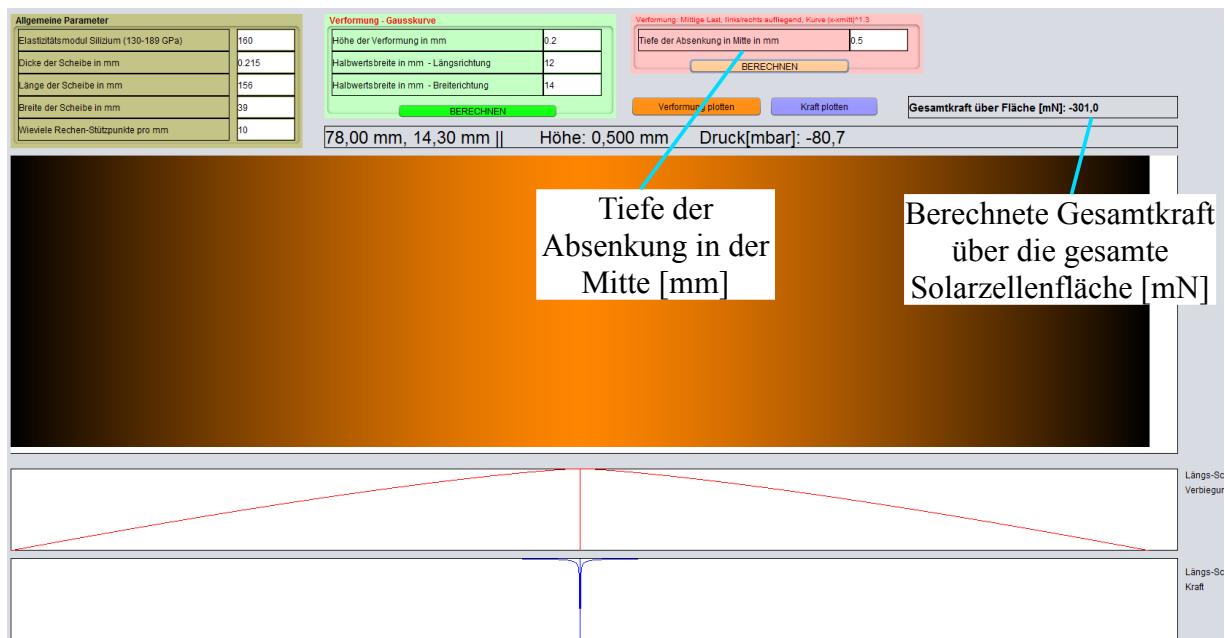 Allgemeine Parameter
Elastizitätsmodul Silizium (130-189 GPa) 160
Dicke der Scheibe in mm 0.215
Länge der Scheibe in mm 156
Breite der Scheibe in mm 39
Wieviele Rechen-Stützpunkte pro mm 10
Verformung - Gausskurve
Höhe der Verformung in mm 0.2
Halbwertsbreite in mm - Längsrichtung 12
Halbwertsbreite in mm - Breiterichtung 14
BERECHNEN
Verformung: Mittige Last, links/rechts aufliegend, Kurve |x-xmitt|^1.3
Tiefe der Absenkung in Mitte in mm 0.5
BERECHNEN
Verformung plotten Kraft plotten
Gesamtkraft über Fläche [mN]: -301,0
78,00 mm, 14,30 mm || Höhe: 0,500 mm Druck[mbar]: -80,7
Tiefe der
Absenkung in der
Mitte [mm]
Berechnete Gesamtkraft
über die gesamte
Solarzellenfläche [mN]
Längs-Sc
Verbiegur
Längs-Sc
Kraft